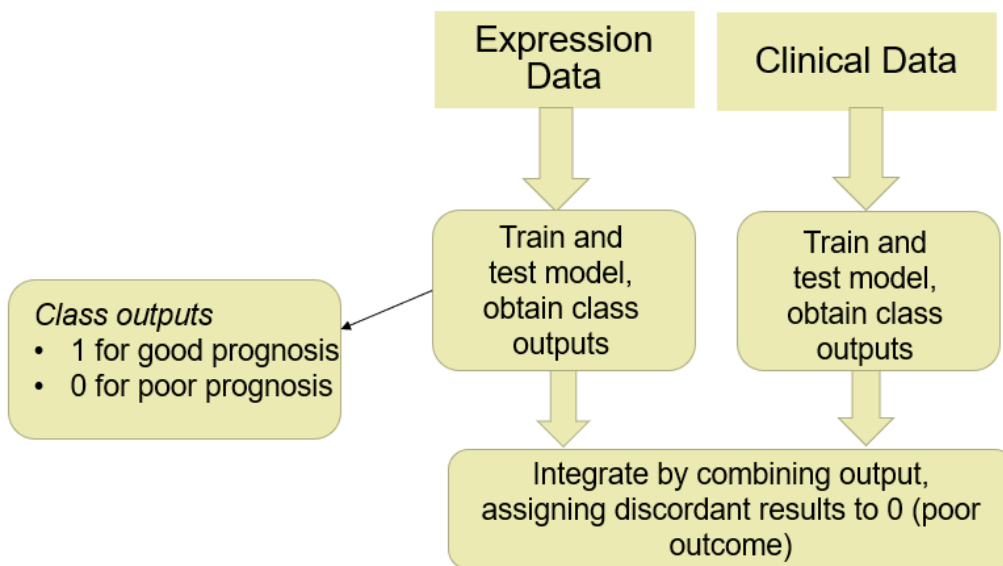 Expression
Data
Clinical Data
Train and
test model,
obtain class
outputs
Train and
test model,
obtain class
outputs
Class outputs
• 1 for good prognosis
• 0 for poor prognosis
Integrate by combining output,
assigning discordant results to 0 (poor
outcome)